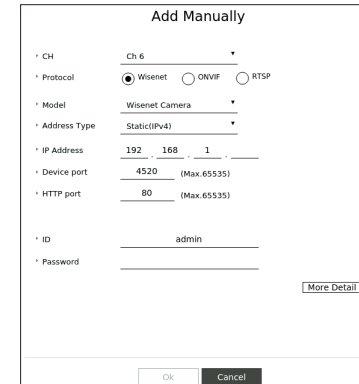 Add Manually
CH Ch 6
Protocol Wisenet ONVIF RTSP
Model Wisenet Camera
Address Type Static(IPv4)
IP Address 192 . 168 . 1 .
Device port 4520 (Max.65535)
HTTP port 80 (Max.65535)
ID admin
Password
More Detail
Ok Cancel